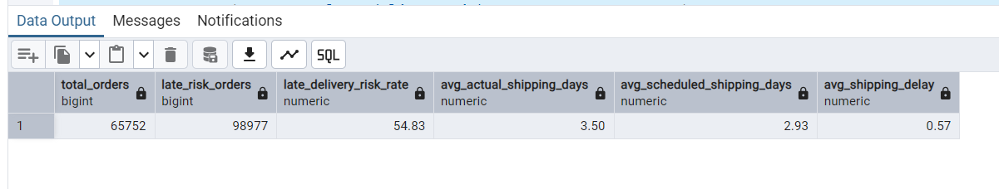 Data Output Messages Notifications
SQL
total_orders late_risk_orders late_delivery_risk_rate avg_actual_shipping_days avg_scheduled_shipping_days avg_shipping_delay
bigint bigint numeric numeric numeric numeric
1 65752 98977 54.83 3.50 2.93 0.57